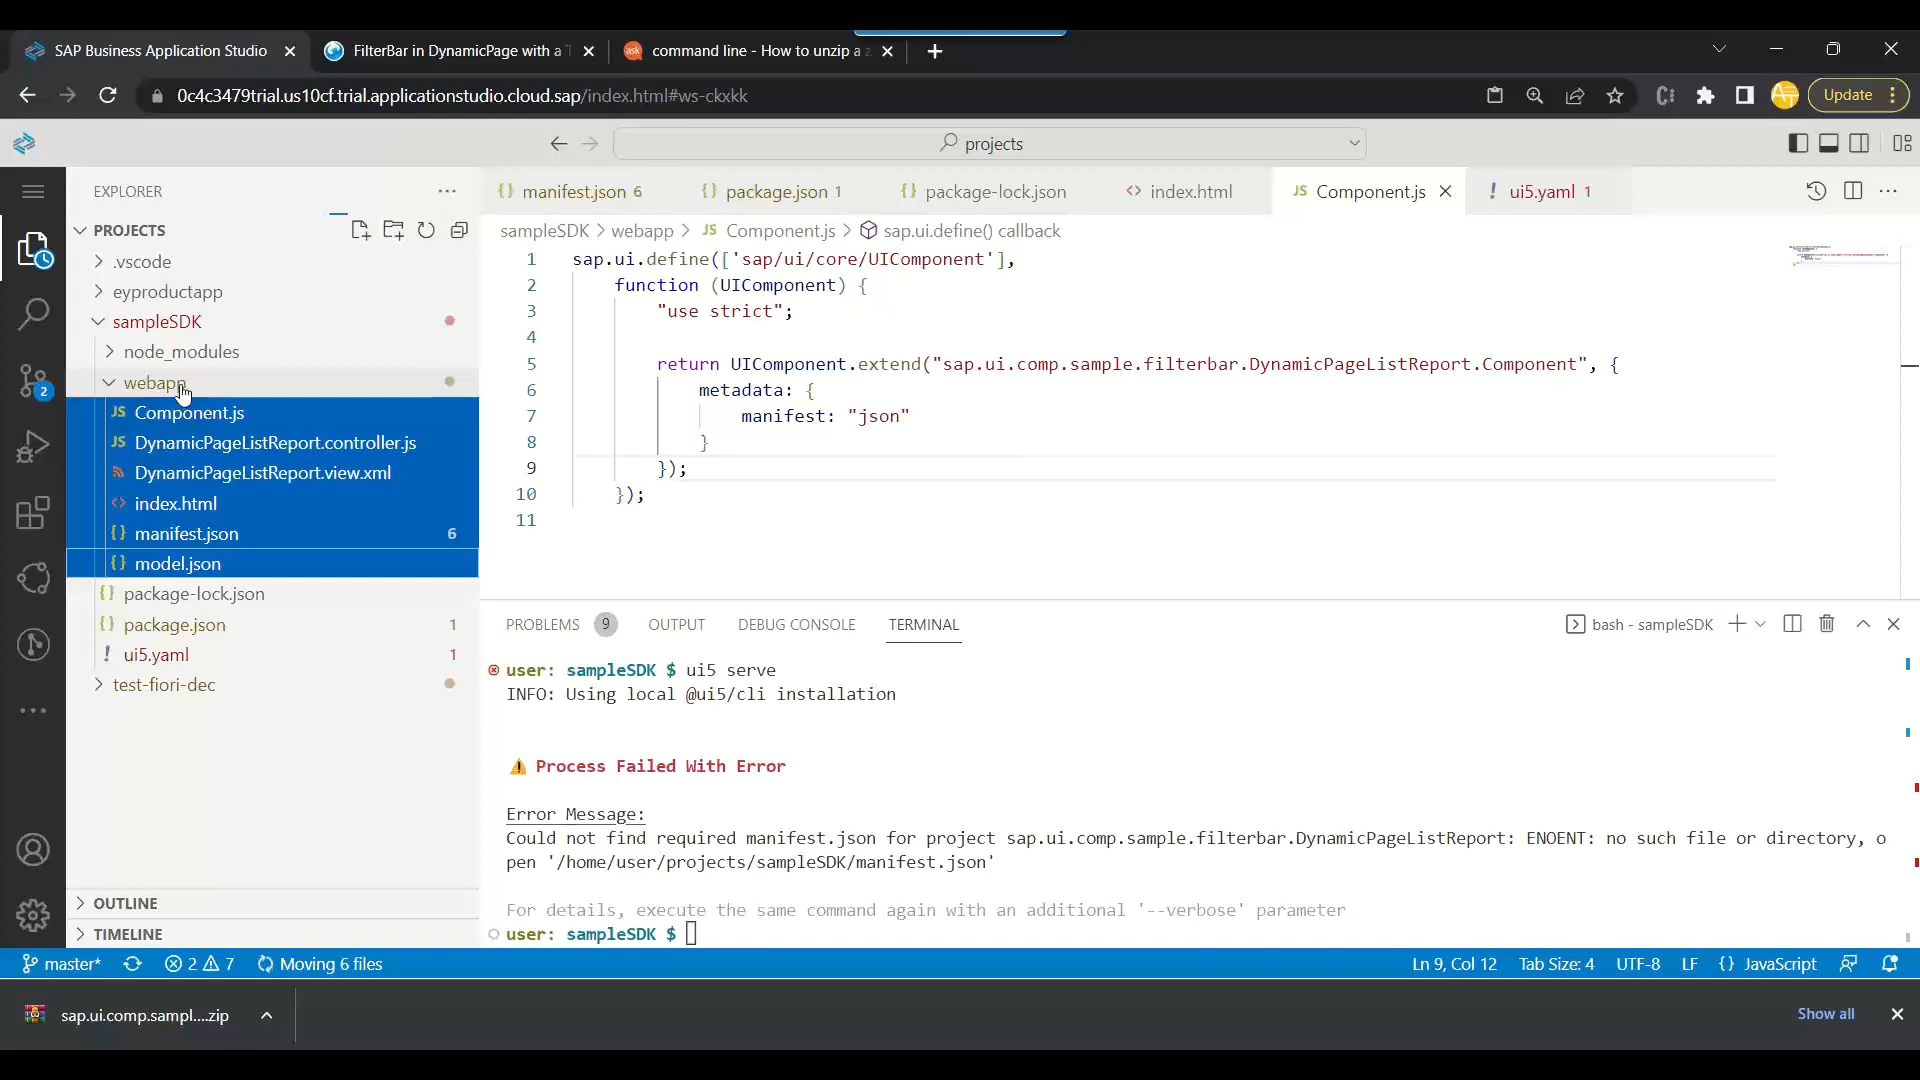 SAP Business Application Studio
FilterBar in DynamicPage with a T
ask
command line - How to unzip a z
0c4c3479trial.us10cf.trial.applicationstudio.cloud.sap/index.html#ws-ckxkk
Update
projects
EXPLORER
PROJECTS
.vscode
eyproductapp
sampleSDK
node_modules
webapp
JS Component.js
JS DynamicPageListReport.controller.js
DynamicPageListReport.view.xml
<> index.html
{} manifest.json 6
{} model.json
{} package-lock.json
{} package.json 1
! ui5.yaml 1
test-fiori-dec
2
OUTLINE
TIMELINE
{} manifest.json 6
{} package.json 1
{} package-lock.json
<> index.html
JS Component.js
! ui5.yaml 1
sampleSDK > webapp > JS Component.js > sap.ui.define() callback
1 sap.ui.define(['sap/ui/core/UIComponent'],
2 function (UIComponent) {
3 "use strict";
4
5 return UIComponent.extend("sap.ui.comp.sample.filterbar.DynamicPageListReport.Component", {
6 metadata: {
7 manifest: "json"
8 }
9 });
10 });
11
PROBLEMS 9 OUTPUT DEBUG CONSOLE TERMINAL
bash - sampleSDK
user: sampleSDK $ ui5 serve
INFO: Using local @ui5/cli installation
Process Failed With Error
Error Message:
Could not find required manifest.json for project sap.ui.comp.sample.filterbar.DynamicPageListReport: ENOENT: no such file or directory, o
pen '/home/user/projects/sampleSDK/manifest.json'
For details, execute the same command again with an additional '--verbose' parameter
user: sampleSDK $
master* 2 7 Moving 6 files
Ln 9, Col 12 Tab Size: 4 UTF-8 LF {} JavaScript
sap.ui.comp.sampl....zip
Show all